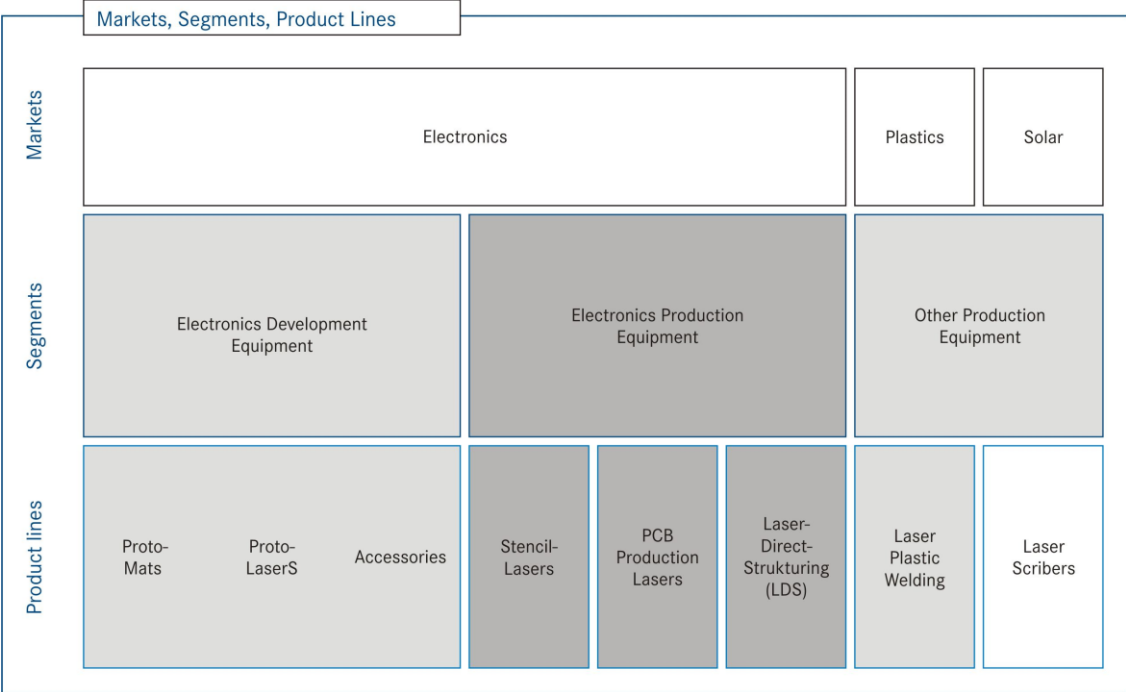 Markets, Segments, Product Lines
Markets
Electronics
Plastics
Solar
Segments
Electronics Development
Equipment
Electronics Production
Equipment
Other Production
Equipment
Product lines
Proto-
Mats
Proto-
LaserS
Accessories
Stencil-
Lasers
PCB
Production
Lasers
Laser-
Direct-
Strukturing
(LDS)
Laser
Plastic
Welding
Laser
Scribers